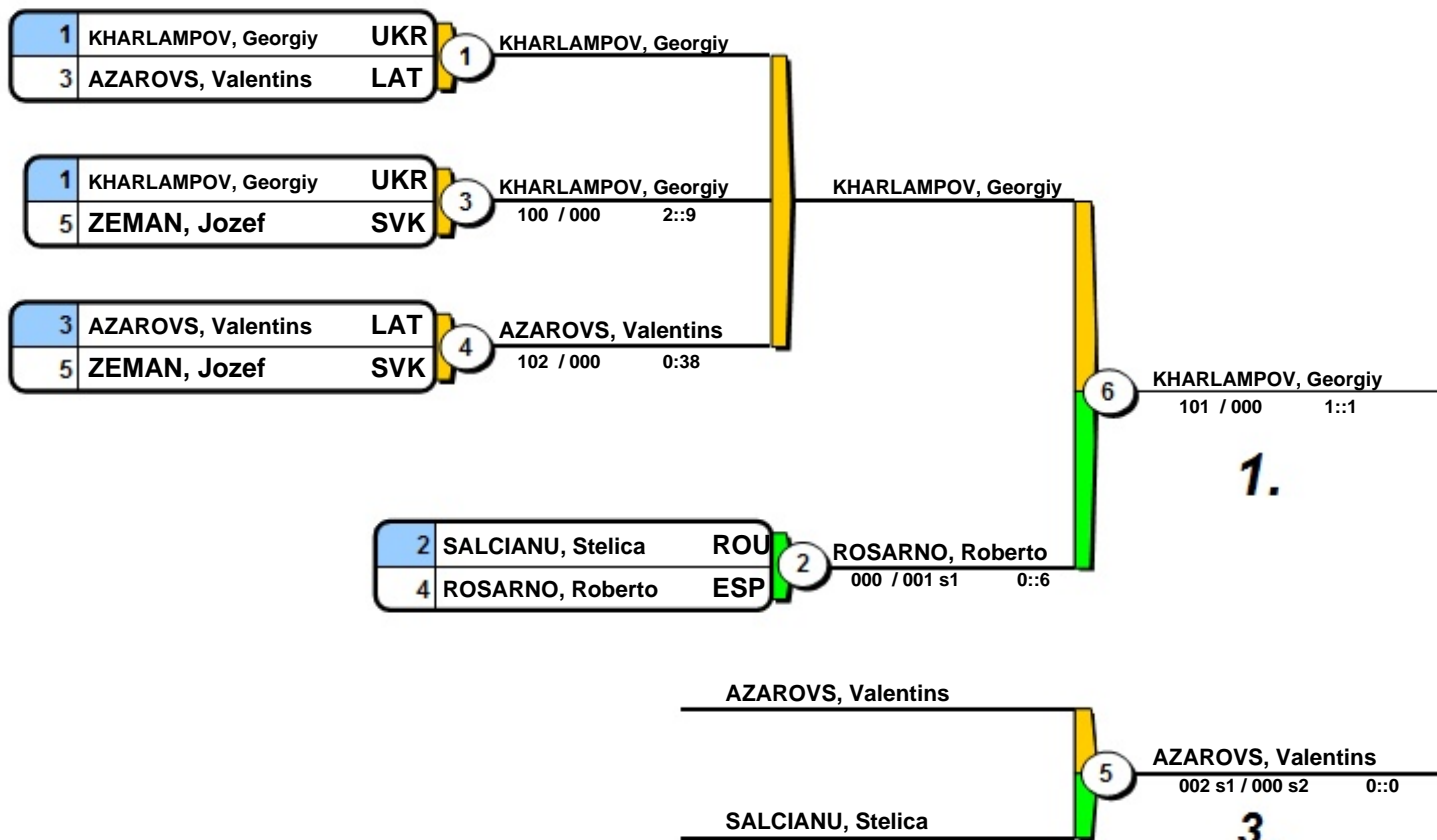 1 KHARLAMPOV, Georgiy UKR
3 AZAROVS, Valentins LAT
1 KHARLAMPOV, Georgiy
1 KHARLAMPOV, Georgiy UKR
5 ZEMAN, Jozef SVK
3 KHARLAMPOV, Georgiy
100 / 000 2::9
KHARLAMPOV, Georgiy
3 AZAROVS, Valentins LAT
5 ZEMAN, Jozef SVK
4 AZAROVS, Valentins
102 / 000 0:38
6 KHARLAMPOV, Georgiy
101 / 000 1::1
1.
2 SALCIANU, Stelica ROU
4 ROSARNO, Roberto ESP
2 ROSARNO, Roberto
000 / 001 s1 0::6
AZAROVS, Valentins
5 AZAROVS, Valentins
002 s1 / 000 s2 0::0
3
SALCIANU, Stelica